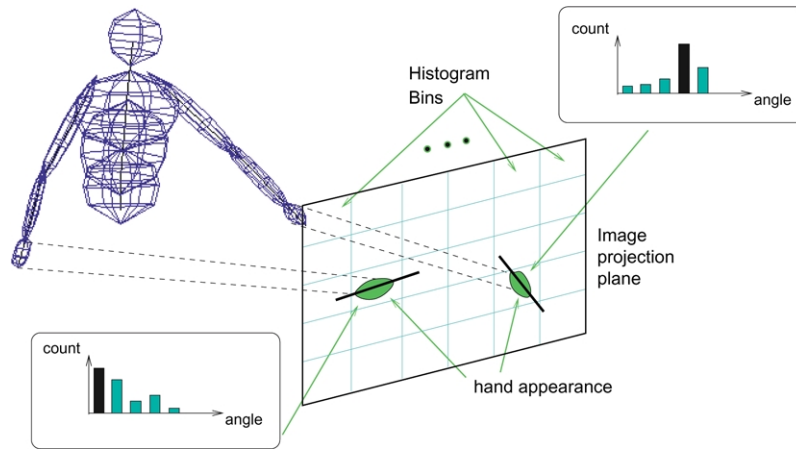 count
angle
Histogram
Bins
Image
projection
plane
count
angle
hand appearance